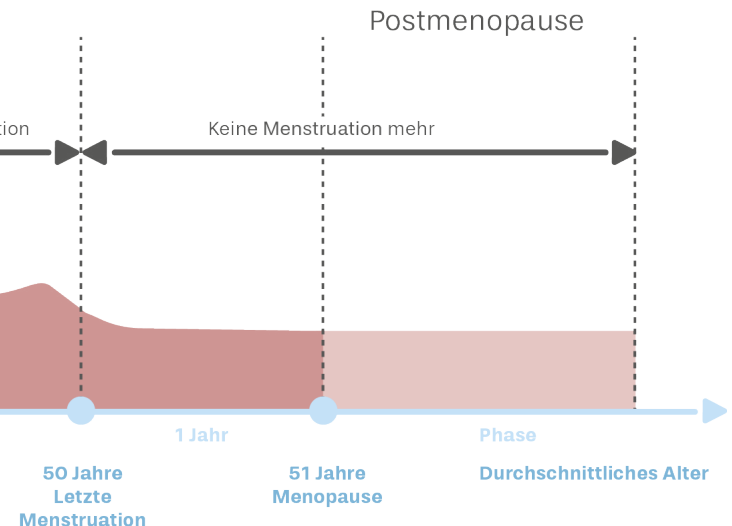 Postmenopause
tion
Keine Menstruation mehr
1 Jahr
Phase
50 Jahre
Letzte
Menstruation
51 Jahre
Menopause
Durchschnittliches Alter